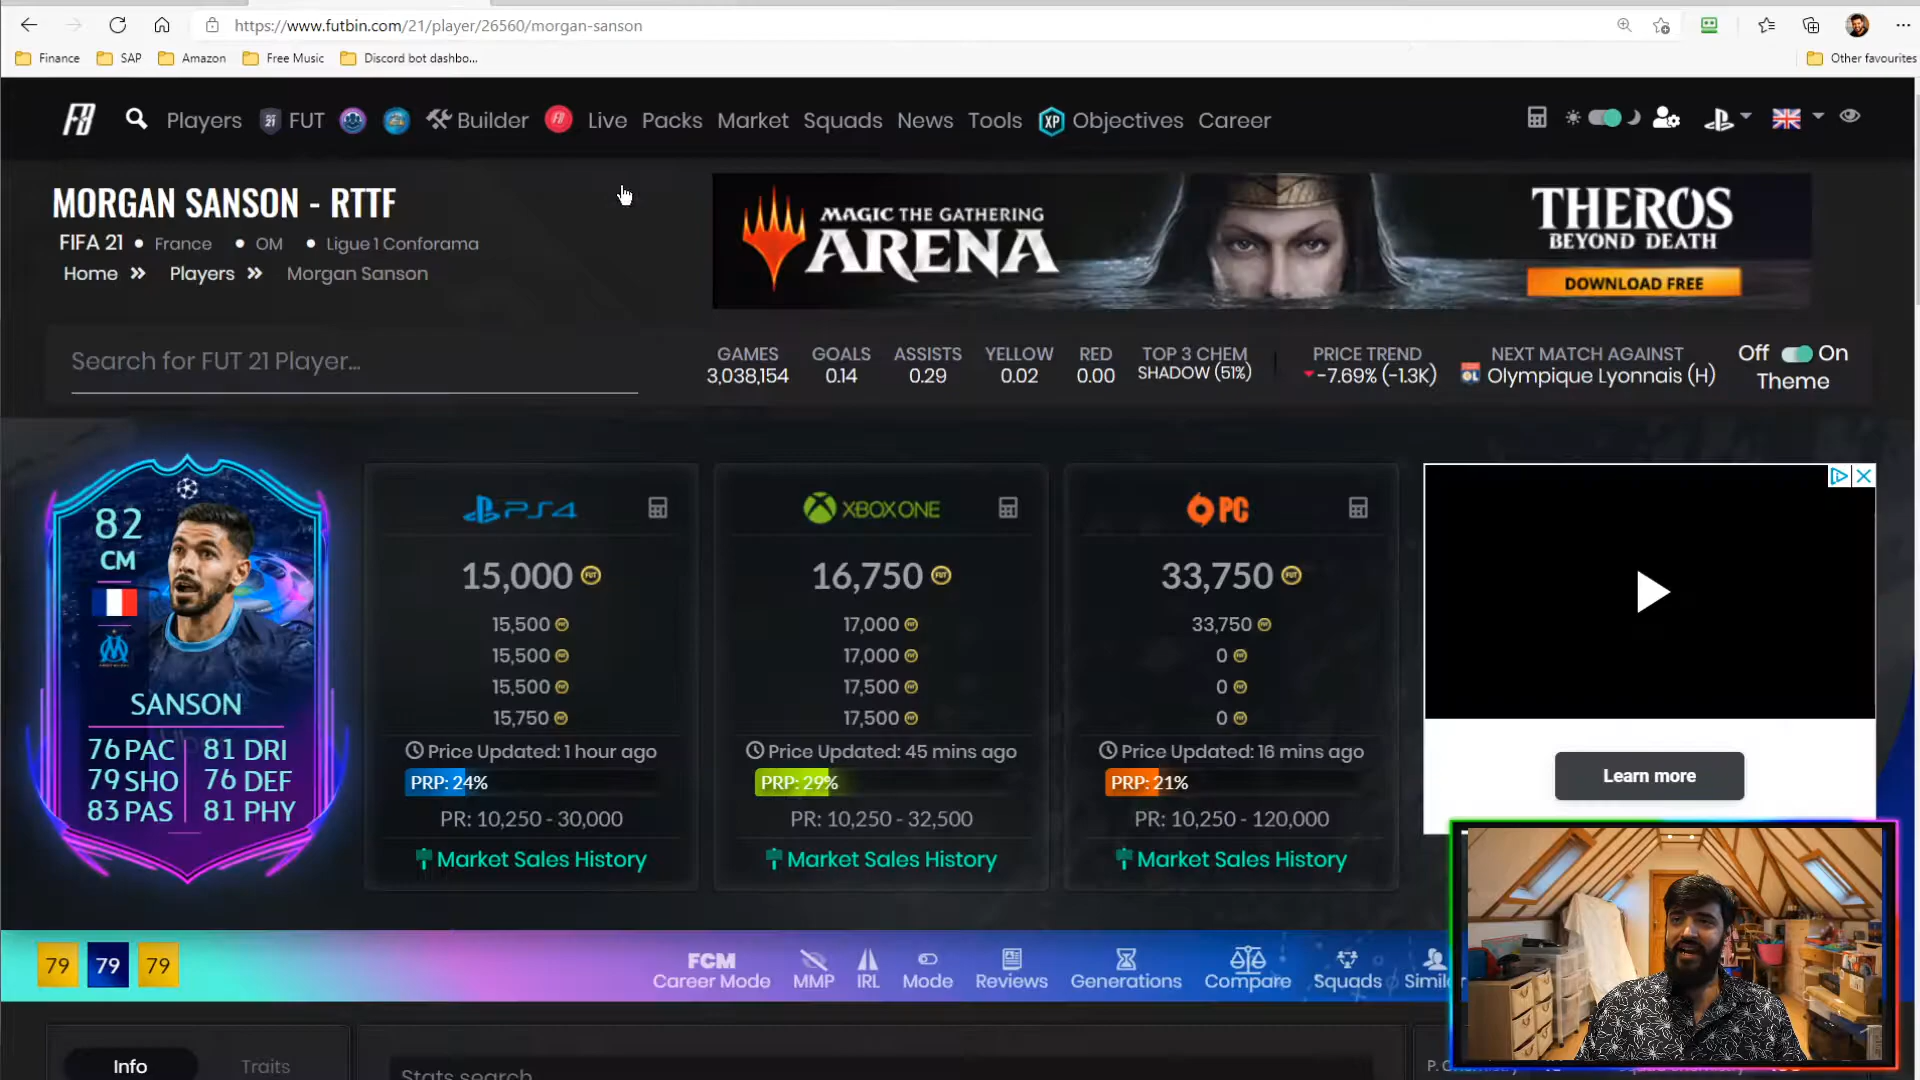 https://www.futbin.com/21/player/26560/morgan-sanson
Finance SAP Amazon Free Music Discord bot dashbo... Other favourites
Players FUT Builder Live Packs Market Squads News Tools XP Objectives Career
MORGAN SANSON - RTTF
FIFA 21 • France • OM • Ligue 1 Conforama
Home » Players » Morgan Sanson
MAGIC THE GATHERING
ARENA
THEROS
BEYOND DEATH
DOWNLOAD FREE
Search for FUT 21 Player...
GAMES GOALS ASSISTS YELLOW RED TOP 3 CHEM PRICE TREND NEXT MATCH AGAINST
3,038,154 0.14 0.29 0.02 0.00 SHADOW (51%) -7.69% (-1.3K) Olympique Lyonnais (H)
Off On
Theme
82
CM
SANSON
76 PAC 81 DRI
79 SHO 76 DEF
83 PAS 81 PHY
PS4
15,000
15,500
15,500
15,500
15,750
Price Updated: 1 hour ago
PRP: 24%
PR: 10,250 - 30,000
Market Sales History
XBOX ONE
16,750
17,000
17,000
17,500
17,500
Price Updated: 45 mins ago
PRP: 29%
PR: 10,250 - 32,500
Market Sales History
PC
33,750
33,750
0
0
0
Price Updated: 16 mins ago
PRP: 21%
PR: 10,250 - 120,000
Market Sales History
Learn more
79 79 79
FCM
Career Mode MMP IRL Mode Reviews Generations Compare Squads
Info Traits
Stats search